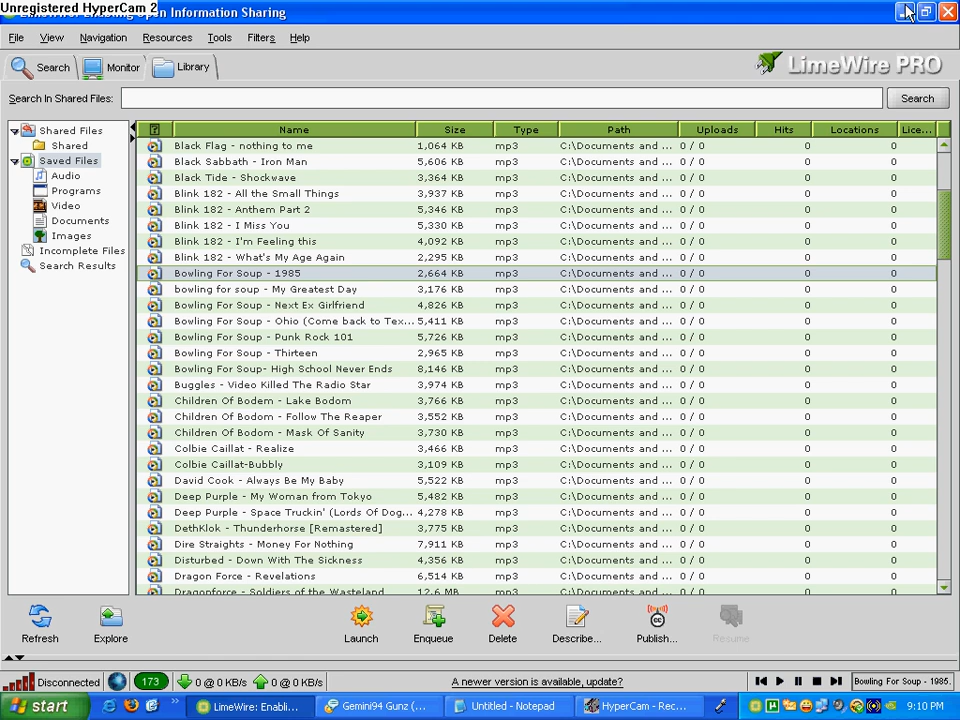 Unregistered HyperCam 2
Open Information Sharing
File View Navigation Resources Tools Filters Help
Search Monitor Library LimeWire PRO
Search In Shared Files: Search
Shared Files
Shared
Saved Files
Audio
Programs
Video
Documents
Images
Incomplete Files
Search Results
? Name Size Type Path Uploads Hits Locations Lice...
Black Flag - nothing to me 1,064 KB mp3 C:\Documents and ... 0 / 0 0 0
Black Sabbath - Iron Man 5,606 KB mp3 C:\Documents and ... 0 / 0 0 0
Black Tide - Shockwave 3,364 KB mp3 C:\Documents and ... 0 / 0 0 0
Blink 182 - All the Small Things 3,937 KB mp3 C:\Documents and ... 0 / 0 0 0
Blink 182 - Anthem Part 2 5,346 KB mp3 C:\Documents and ... 0 / 0 0 0
Blink 182 - I Miss You 5,330 KB mp3 C:\Documents and ... 0 / 0 0 0
Blink 182 - I'm Feeling this 4,092 KB mp3 C:\Documents and ... 0 / 0 0 0
Blink 182 - What's My Age Again 2,295 KB mp3 C:\Documents and ... 0 / 0 0 0
Bowling For Soup - 1985 2,664 KB mp3 C:\Documents and ... 0 / 0 0 0
bowling for soup - My Greatest Day 3,176 KB mp3 C:\Documents and ... 0 / 0 0 0
Bowling For Soup - Next Ex Girlfriend 4,826 KB mp3 C:\Documents and ... 0 / 0 0 0
Bowling For Soup - Ohio (Come back to Tex... 5,411 KB mp3 C:\Documents and ... 0 / 0 0 0
Bowling For Soup - Punk Rock 101 5,726 KB mp3 C:\Documents and ... 0 / 0 0 0
Bowling For Soup - Thirteen 2,965 KB mp3 C:\Documents and ... 0 / 0 0 0
Bowling For Soup- High School Never Ends 8,146 KB mp3 C:\Documents and ... 0 / 0 0 0
Buggles - Video Killed The Radio Star 3,974 KB mp3 C:\Documents and ... 0 / 0 0 0
Children Of Bodem - Lake Bodom 3,766 KB mp3 C:\Documents and ... 0 / 0 0 0
Children Of Bodom - Follow The Reaper 3,552 KB mp3 C:\Documents and ... 0 / 0 0 0
Children Of Bodom - Mask Of Sanity 3,730 KB mp3 C:\Documents and ... 0 / 0 0 0
Colbie Caillat - Realize 3,466 KB mp3 C:\Documents and ... 0 / 0 0 0
Colbie Caillat-Bubbly 3,109 KB mp3 C:\Documents and ... 0 / 0 0 0
David Cook - Always Be My Baby 5,522 KB mp3 C:\Documents and ... 0 / 0 0 0
Deep Purple - My Woman from Tokyo 5,482 KB mp3 C:\Documents and ... 0 / 0 0 0
Deep Purple - Space Truckin' (Lords Of Dog... 4,278 KB mp3 C:\Documents and ... 0 / 0 0 0
DethKlok - Thunderhorse [Remastered] 3,775 KB mp3 C:\Documents and ... 0 / 0 0 0
Dire Straights - Money For Nothing 7,911 KB mp3 C:\Documents and ... 0 / 0 0 0
Disturbed - Down With The Sickness 4,356 KB mp3 C:\Documents and ... 0 / 0 0 0
Dragon Force - Revelations 6,514 KB mp3 C:\Documents and ... 0 / 0 0 0
Dragonforce - Soldiers of the Wasteland 12.6 MB mp3 C:\Documents and ... 0 / 0 0 0
Refresh Explore Launch Enqueue Delete Describe... Publish... Resume
Disconnected 173 0 @ 0 KB/s 0 @ 0 KB/s A newer version is available, update? Bowling For Soup - 1985.
start LimeWire: Enabli... Gemini94 Gunz (... Untitled - Notepad HyperCam - Rec... 9:10 PM